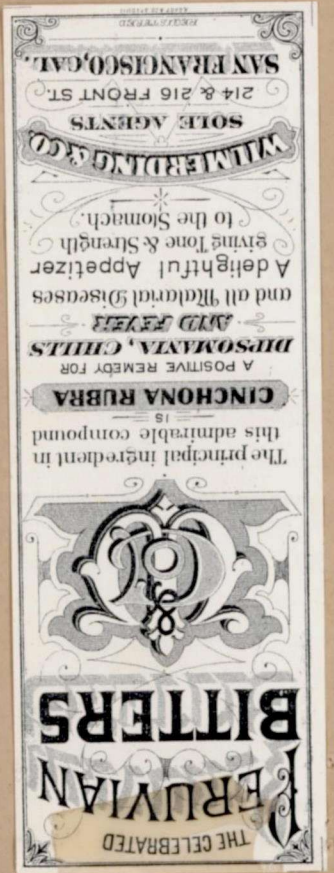 THE CELEBRATED
PERUVIAN
BITTERS
The principal ingredient in
this admirable compound
IS
CINCHONA RUBRA
A POSITIVE REMEDY FOR
DIPSOMANIA, CHILLS
AND FEVER
and all Malarial Diseases
A delightful Appetizer
giving Tone & Strength
to the Stomach.
WILMERDING & CO.
SOLE AGENTS
214 & 216 FRONT ST.
SAN FRANCISCO, CAL.
REGISTERED